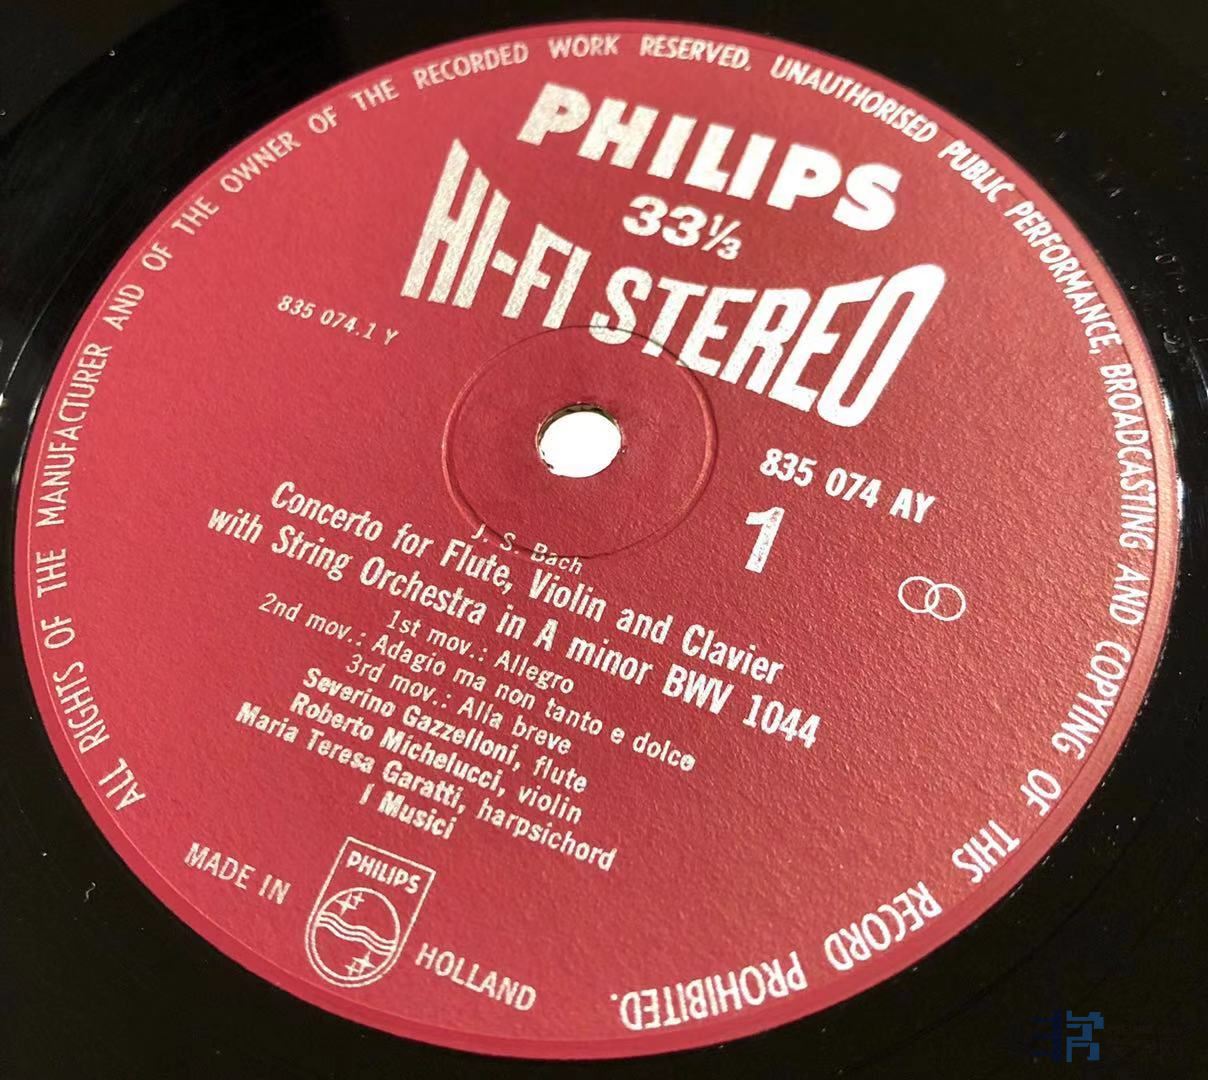 ALL RIGHTS OF THE MANUFACTURER AND OF THE OWNER OF THE RECORDED WORK RESERVED. UNAUTHORISED PUBLIC PERFORMANCE, BROADCASTING AND COPYING OF THIS RECORD PROHIBITED.
PHILIPS
33⅓
HI-FI STEREO
835 074.1 Y
835 074 AY
1
J. S. Bach
Concerto for Flute, Violin and Clavier
with String Orchestra in A minor BWV 1044
1st mov.: Allegro
2nd mov.: Adagio ma non tanto e dolce
3rd mov.: Alla breve
Severino Gazzelloni, flute
Roberto Michelucci, violin
Maria Teresa Garatti, harpsichord
I Musici
MADE IN
PHILIPS
HOLLAND